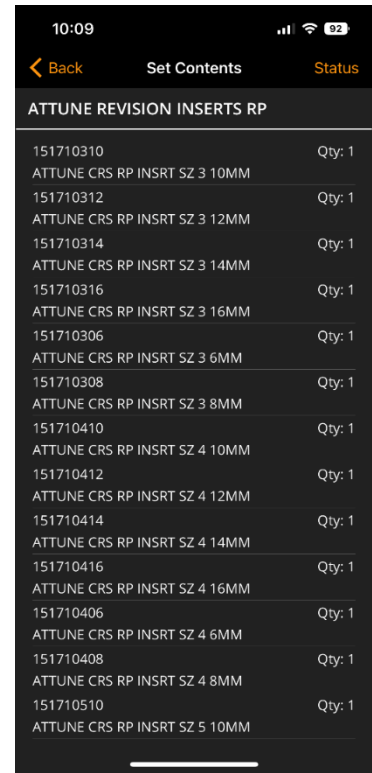 10:09
92
Back Set Contents Status
ATTUNE REVISION INSERTS RP
151710310 Qty: 1
ATTUNE CRS RP INSRT SZ 3 10MM
151710312 Qty: 1
ATTUNE CRS RP INSRT SZ 3 12MM
151710314 Qty: 1
ATTUNE CRS RP INSRT SZ 3 14MM
151710316 Qty: 1
ATTUNE CRS RP INSRT SZ 3 16MM
151710306 Qty: 1
ATTUNE CRS RP INSRT SZ 3 6MM
151710308 Qty: 1
ATTUNE CRS RP INSRT SZ 3 8MM
151710410 Qty: 1
ATTUNE CRS RP INSRT SZ 4 10MM
151710412 Qty: 1
ATTUNE CRS RP INSRT SZ 4 12MM
151710414 Qty: 1
ATTUNE CRS RP INSRT SZ 4 14MM
151710416 Qty: 1
ATTUNE CRS RP INSRT SZ 4 16MM
151710406 Qty: 1
ATTUNE CRS RP INSRT SZ 4 6MM
151710408 Qty: 1
ATTUNE CRS RP INSRT SZ 4 8MM
151710510 Qty: 1
ATTUNE CRS RP INSRT SZ 5 10MM